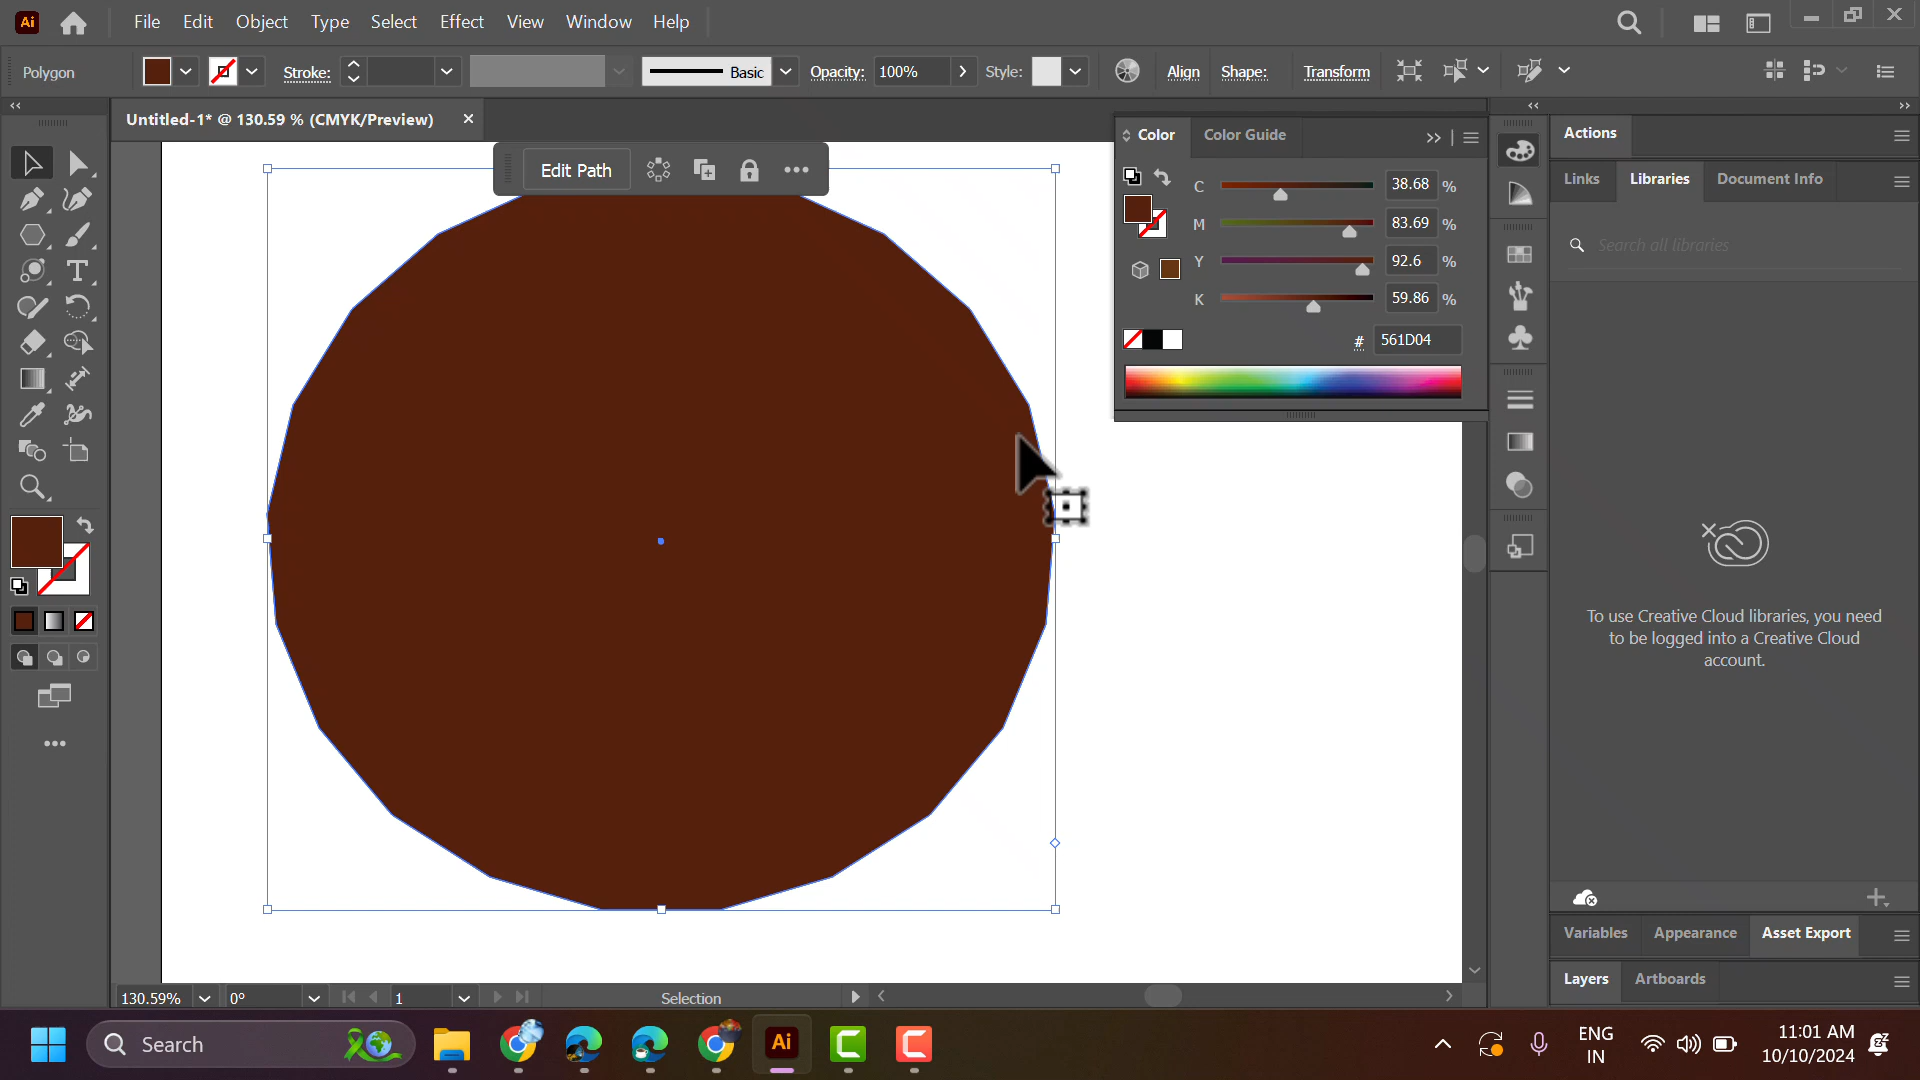 Ai File Edit Object Type Select Effect View Window Help
Polygon Stroke: Basic Opacity: 100% Style: Align Shape: Transform
Untitled-1* @ 130.59 % (CMYK/Preview)
Edit Path
Color Color Guide
C 38.68 %
M 83.69 %
Y 92.6 %
K 59.86 %
# 561D04
Actions
Links Libraries Document Info
Search all libraries
To use Creative Cloud libraries, you need
to be logged into a Creative Cloud
account.
Variables Appearance Asset Export
Layers Artboards
130.59% 0° 1 Selection
Search
Ai
ENG
IN
11:01 AM
10/10/2024